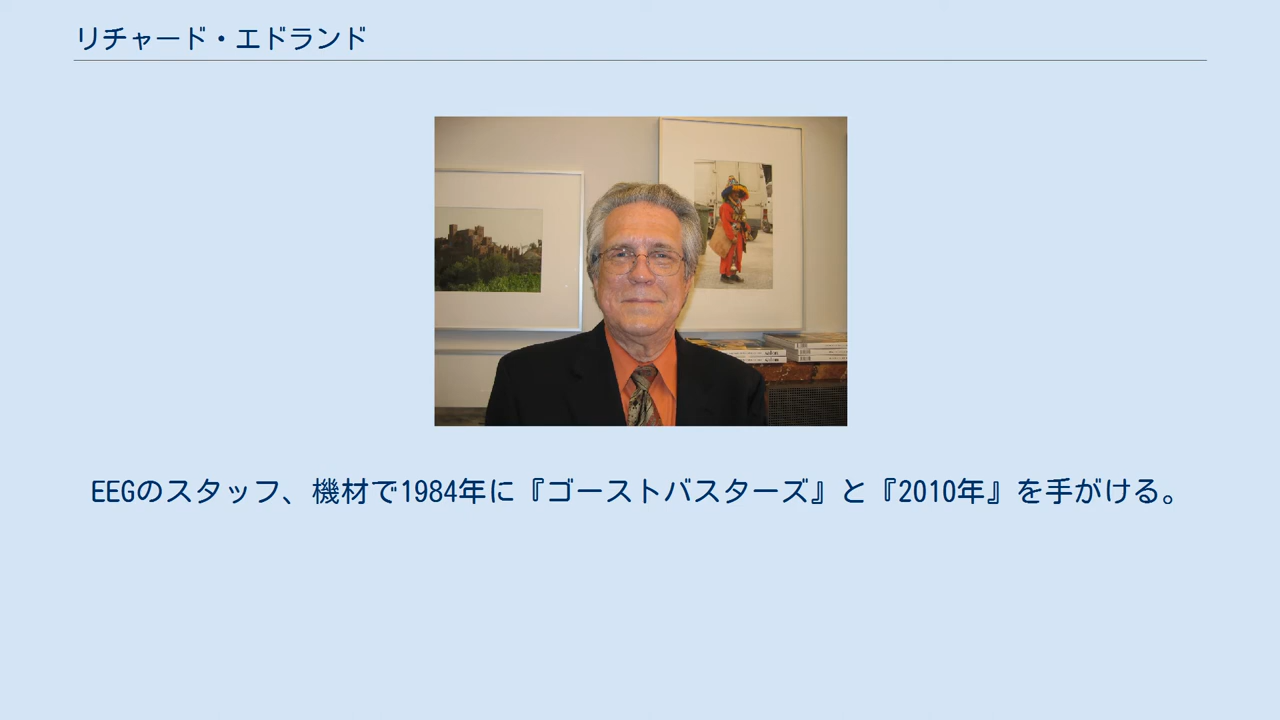 リチャード・エドランド
EEGのスタッフ、機材で1984年に『ゴーストバスターズ』と『2010年』を手がける。